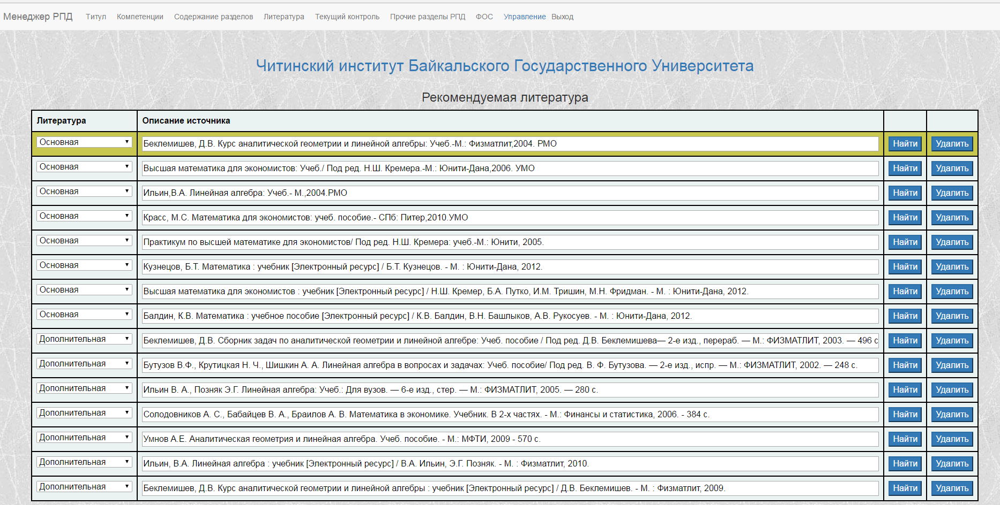 Менеджер РПД Титул Компетенции Содержание разделов Литература Текущий контроль Прочие разделы РПД ФОС Управление Выход
Читинский институт Байкальского Государственного Университета
Рекомендуемая литература
Литература Описание источника
Основная Беклемишев, Д.В. Курс аналитической геометрии и линейной алгебры: Учеб.-М.: Физматлит,2004. РМО Найти Удалить
Основная Высшая математика для экономистов: Учеб./ Под ред. Н.Ш. Кремера.-М.: Юнити-Дана,2006. УМО Найти Удалить
Основная Ильин,В.А. Линейная алгебра: Учеб.- М.,2004.РМО Найти Удалить
Основная Красс, М.С. Математика для экономистов: учеб. пособие.- СПб: Питер,2010.УМО Найти Удалить
Основная Практикум по высшей математике для экономистов/ Под ред. Н.Ш. Кремера: учеб.-М.: Юнити, 2005. Найти Удалить
Основная Кузнецов, Б.Т. Математика : учебник [Электронный ресурс] / Б.Т. Кузнецов. - М. : Юнити-Дана, 2012. Найти Удалить
Основная Высшая математика для экономистов : учебник [Электронный ресурс] / Н.Ш. Кремер, Б.А. Путко, И.М. Тришин, М.Н. Фридман. - М. : Юнити-Дана, 2012. Найти Удалить
Основная Балдин, К.В. Математика : учебное пособие [Электронный ресурс] / К.В. Балдин, В.Н. Башлыков, А.В. Рукосуев. - М. : Юнити-Дана, 2012. Найти Удалить
Дополнительная Беклемишев, Д.В. Сборник задач по аналитической геометрии и линейной алгебре: Учеб. пособие / Под ред. Д.В. Беклемишева— 2-е изд., перераб. — М.: ФИЗМАТЛИТ, 2003. — 496 с Найти Удалить
Дополнительная Бутузов В.Ф., Крутицкая Н. Ч., Шишкин А. А. Линейная алгебра в вопросах и задачах: Учеб. пособие/ Под ред. В. Ф. Бутузова. — 2-е изд., испр. — М.: ФИЗМАТЛИТ, 2002. — 248 с. Найти Удалить
Дополнительная Ильин В. А., Позняк Э.Г. Линейная алгебра: Учеб.: Для вузов. — 6-е изд., стер. — М.: ФИЗМАТЛИТ, 2005. — 280 с. Найти Удалить
Дополнительная Солодовников А. С., Бабайцев В. А., Браилов А. В. Математика в экономике. Учебник. В 2-х частях. - М.: Финансы и статистика, 2006. - 384 с. Найти Удалить
Дополнительная Умнов А.Е. Аналитическая геометрия и линейная алгебра. Учеб. пособие. - М.: МФТИ, 2009 - 570 с. Найти Удалить
Дополнительная Ильин, В.А. Линейная алгебра : учебник [Электронный ресурс] / В.А. Ильин, Э.Г. Позняк. - М. : Физматлит, 2010. Найти Удалить
Дополнительная Беклемишев, Д.В. Курс аналитической геометрии и линейной алгебры : учебник [Электронный ресурс] / Д.В. Беклемишев. - М. : Физматлит, 2009. Найти Удалить